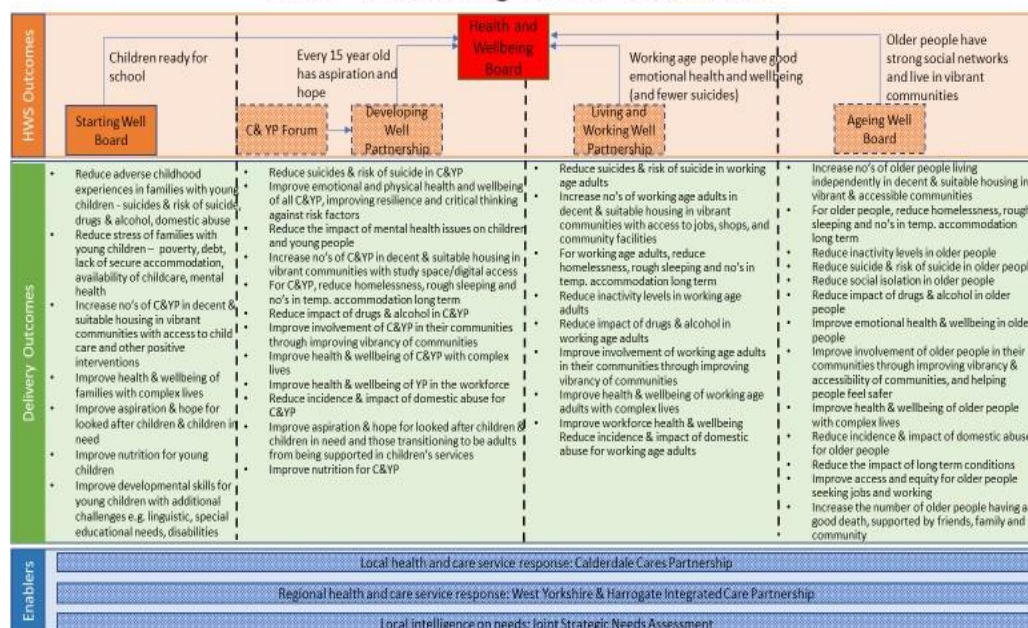 HWS Outcomes
Health and
Wellbeing
Board
Children ready for
school
Every 15 year old
has aspiration and
hope
Working age people have good
emotional health and wellbeing
(and fewer suicides)
Older people have
strong social networks
and live in vibrant
communities
Starting Well
Board
C& YP Forum
Developing
Well
Partnership
Living and
Working Well
Partnership
Ageing Well
Board
Delivery Outcomes
• Reduce adverse childhood
experiences in families with young
children - suicides & risk of suicide,
drugs & alcohol, domestic abuse
• Reduce stress of families with
young children – poverty, debt,
lack of secure accommodation,
availability of childcare, mental
health
• Increase no's of C&YP in decent &
suitable housing in vibrant
communities with access to child
care and other positive
interventions
• Improve health & wellbeing of
families with complex lives
• Improve aspiration & hope for
looked after children & children in
need
• Improve nutrition for young
children
• Improve developmental skills for
young children with additional
challenges e.g. linguistic, special
educational needs, disabilities
• Reduce suicides & risk of suicide in C&YP
• Improve emotional and physical health and wellbeing
of all C&YP, improving resilience and critical thinking
against risk factors
• Reduce the impact of mental health issues on children
and young people
• Increase no's of C&YP in decent & suitable housing in
vibrant communities with study space/digital access
• For C&YP, reduce homelessness, rough sleeping and
no's in temp. accommodation long term
• Reduce impact of drugs & alcohol in C&YP
• Improve involvement of C&YP in their communities
through improving vibrancy of communities
• Improve health & wellbeing of C&YP with complex
lives
• Improve health & wellbeing of YP in the workforce
• Reduce incidence & impact of domestic abuse for
C&YP
• Improve aspiration & hope for looked after children &
children in need and those transitioning to be adults
from being supported in children's services
• Improve nutrition for C&YP
• Reduce suicides & risk of suicide in working
age adults
• Increase no's of working age adults in
decent & suitable housing in vibrant
communities with access to jobs, shops, and
community facilities
• For working age adults, reduce
homelessness, rough sleeping and no's in
temp. accommodation long term
• Reduce inactivity levels in working age
adults
• Reduce impact of drugs & alcohol in
working age adults
• Improve involvement of working age adults
in their communities through improving
vibrancy of communities
• Improve health & wellbeing of working age
adults with complex lives
• Improve workforce health & wellbeing
• Reduce incidence & impact of domestic
abuse for working age adults
• Increase no's of older people living
independently in decent & suitable housing in
vibrant & accessible communities
• For older people, reduce homelessness, rough
sleeping and no's in temp. accommodation
long term
• Reduce inactivity levels in older people
• Reduce suicide & risk of suicide in older people
• Reduce social isolation in older people
• Reduce impact of drugs & alcohol in older
people
• Improve emotional health & wellbeing in older
people
• Improve involvement of older people in their
communities through improving vibrancy &
accessibility of communities, and helping
people feel safer
• Improve health & wellbeing of older people
with complex lives
• Reduce incidence & impact of domestic abuse
for older people
• Reduce the impact of long term conditions
• Improve access and equity for older people
seeking jobs and working
• Increase the number of older people having a
good death, supported by friends, family and
community
Enablers
Local health and care service response: Calderdale Cares Partnership
Regional health and care service response: West Yorkshire & Harrogate Integrated Care Partnership
Local intelligence on needs: Joint Strategic Needs Assessment